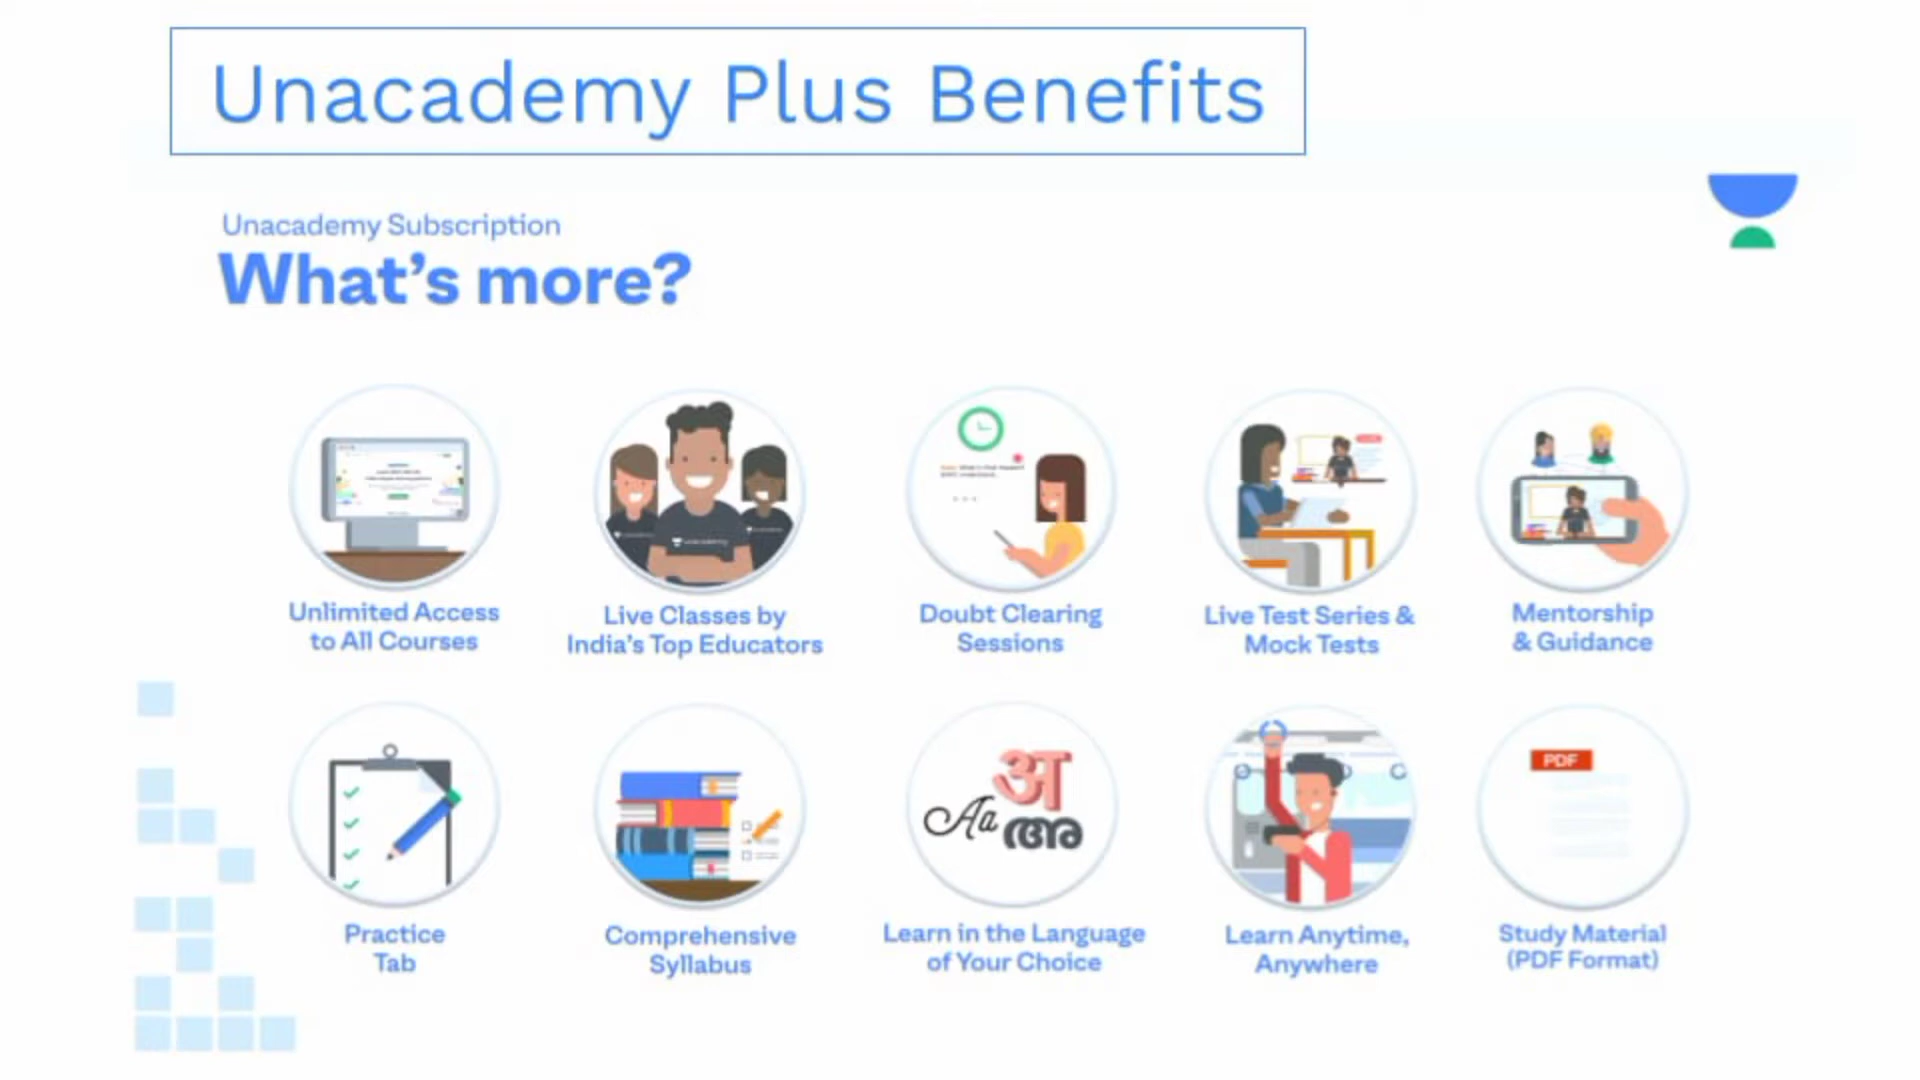 Unacademy Plus Benefits
Unacademy Subscription
What's more?
Unlimited Access
to All Courses
Live Classes by
India's Top Educators
Doubt Clearing
Sessions
Live Test Series &
Mock Tests
Mentorship
& Guidance
Practice
Tab
Comprehensive
Syllabus
Aa
अ
അ
Learn in the Language
of Your Choice
Learn Anytime,
Anywhere
PDF
Study Material
(PDF Format)